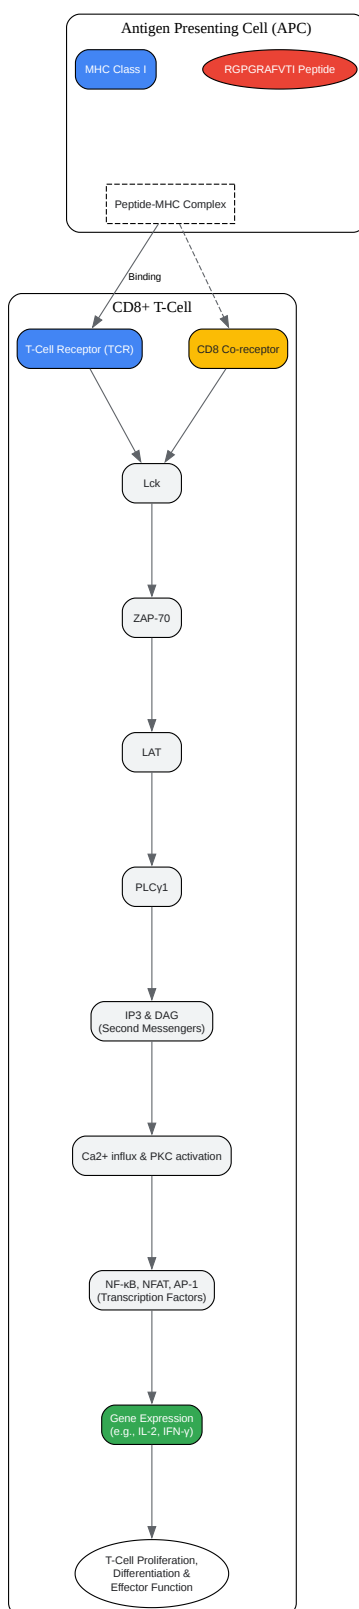 Antigen Presenting Cell (APC)
MHC Class I
RGPGRAFVTI Peptide
Peptide-MHC Complex
Binding
CD8+ T-Cell
T-Cell Receptor (TCR)
CD8 Co-receptor
Lck
ZAP-70
LAT
PLCγ1
IP3 & DAG
(Second Messengers)
Ca2+ influx & PKC activation
NF-κB, NFAT, AP-1
(Transcription Factors)
Gene Expression
(e.g., IL-2, IFN-γ)
T-Cell Proliferation,
Differentiation &
Effector Function